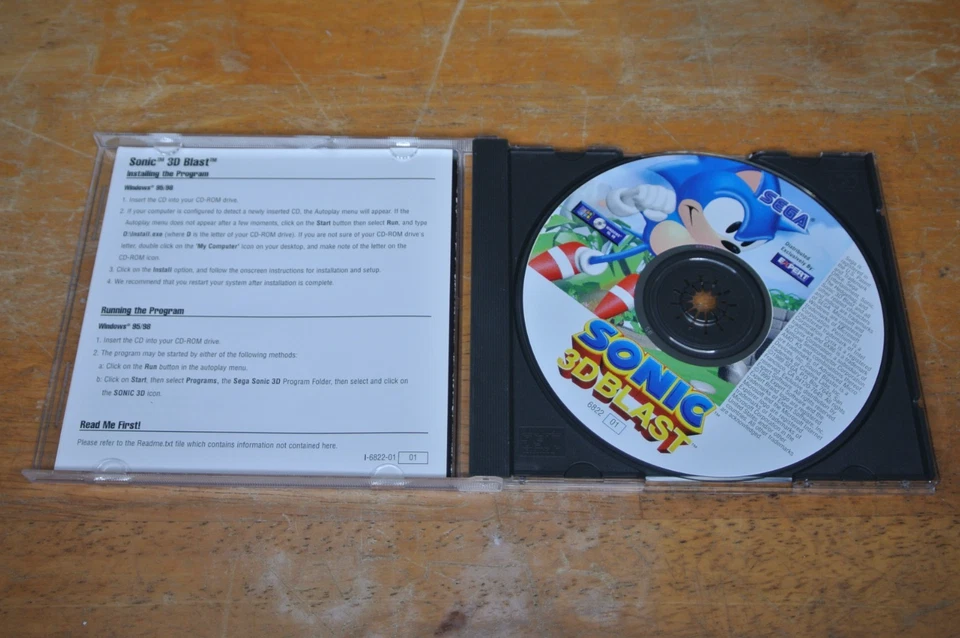 Sonic™ 3D Blast™
Installing the Program
Windows® 95/98
1. Insert the CD into your CD-ROM drive.
2. If your computer is configured to detect a newly inserted CD, the Autoplay menu will appear. If the
Autoplay menu does not appear after a few moments, click on the Start button then select Run, and type
D:\Install.exe (where D is the letter of your CD-ROM drive). If you are not sure of your CD-ROM drive's
letter, double click on the "My Computer" icon on your desktop, and make note of the letter on the
CD-ROM icon.
3. Click on the Install option, and follow the onscreen instructions for installation and setup.
4. We recommend that you restart your system after installation is complete.
Running the Program
Windows® 95/98
1. Insert the CD into your CD-ROM drive.
2. The program may be started by either of the following methods:
a: Click on the Run button in the autoplay menu.
b: Click on Start, then select Programs, the Sega Sonic 3D Program Folder, then select and click on
the SONIC 3D icon.
Read Me First!
Please refer to the Readme.txt file which contains information not contained here.
I-6822-01 01
SEGA®
Distributed
Exclusively By:
EXPERT
SONIC
3D BLAST™
6822 01